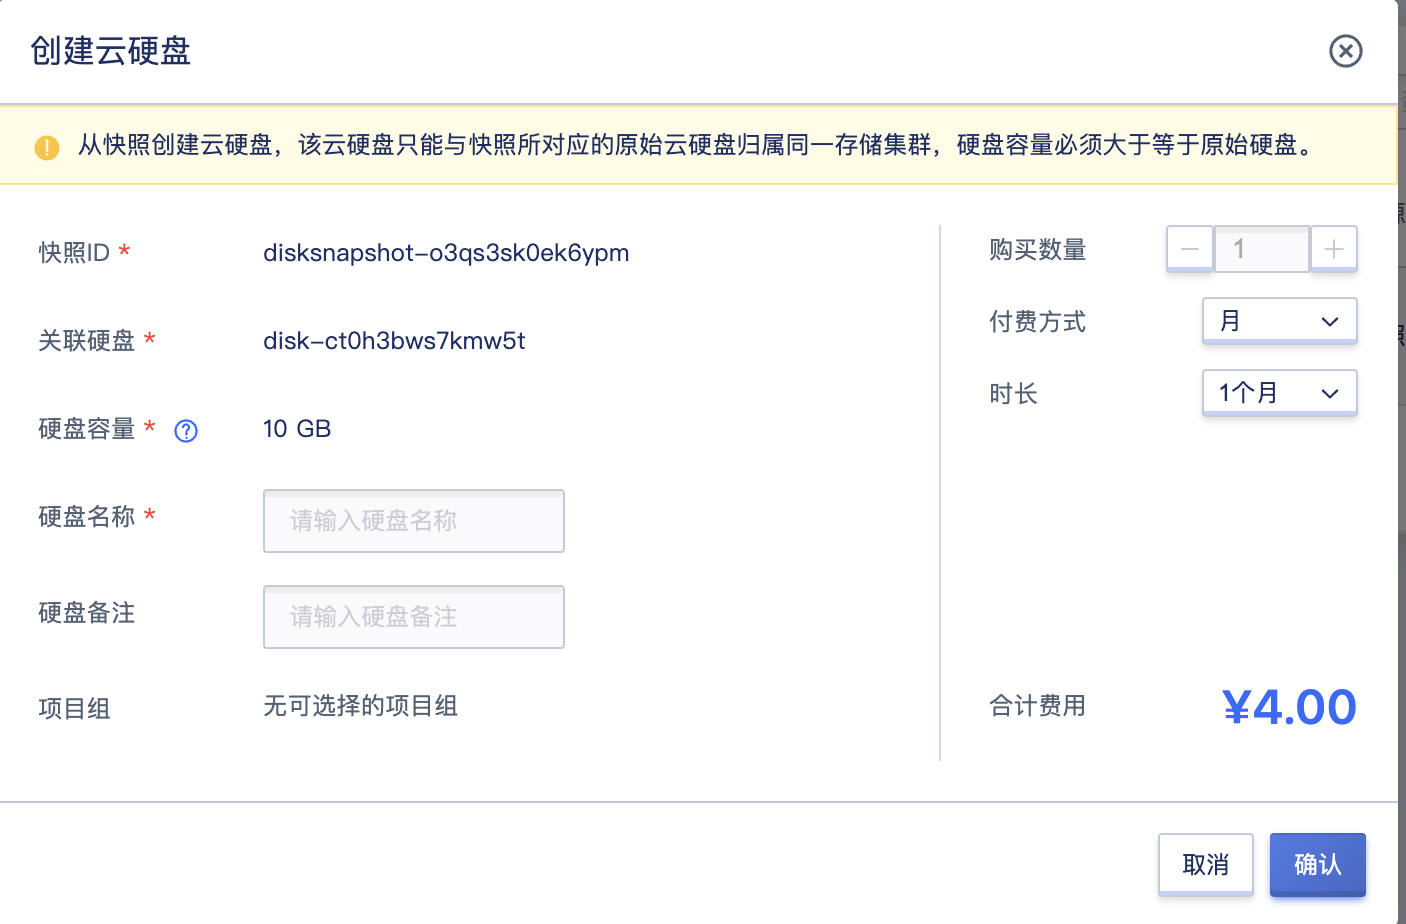 创建云硬盘
从快照创建云硬盘，该云硬盘只能与快照所对应的原始云硬盘归属同一存储集群，硬盘容量必须大于等于原始硬盘。
快照ID * disksnapshot-o3qs3sk0ek6ypm
关联硬盘 * disk-ct0h3bws7kmw5t
硬盘容量 * 10 GB
硬盘名称 * 请输入硬盘名称
硬盘备注 请输入硬盘备注
项目组 无可选择的项目组
购买数量 1
付费方式 月
时长 1个月
合计费用 ¥4.00
取消 确认